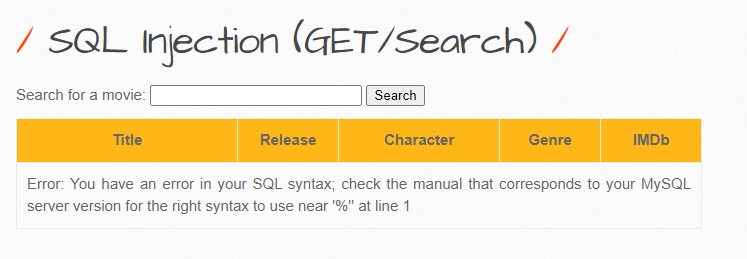 / SQL Injection (GET/Search) /
Search for a movie: Search
Title Release Character Genre IMDb
Error: You have an error in your SQL syntax; check the manual that corresponds to your MySQL
server version for the right syntax to use near '%'' at line 1